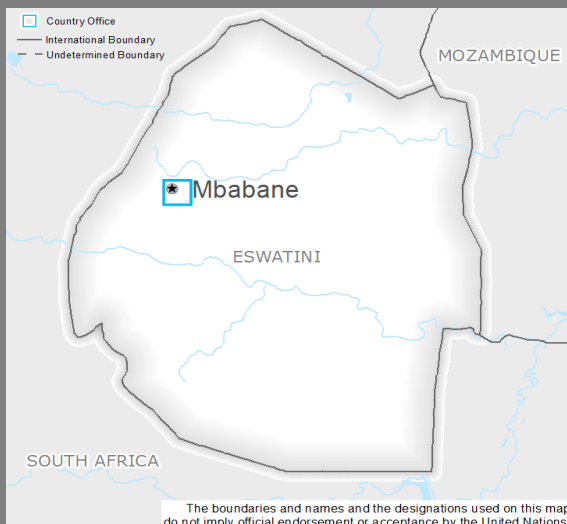 Country Office
International Boundary
Undetermined Boundary
MOZAMBIQUE
Mbabane
ESWATINI
SOUTH AFRICA
The boundaries and names and the designations used on this map
do not imply official endorsement or acceptance by the United Nations.